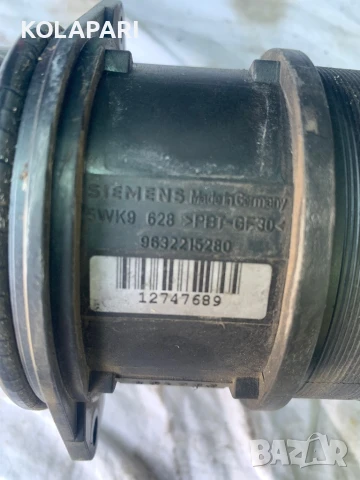 KOLAPARI
SIEMENS Made in Germany
5WK9 628 >PBT-GF30<
9632215280
12747689
BAZAR